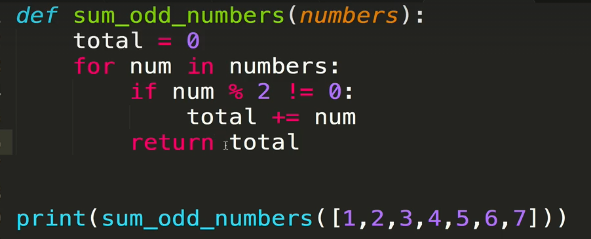 def sum_odd_numbers(numbers):
    total = 0
    for num in numbers:
        if num % 2 != 0:
            total += num
        return total
print(sum_odd_numbers([1,2,3,4,5,6,7]))